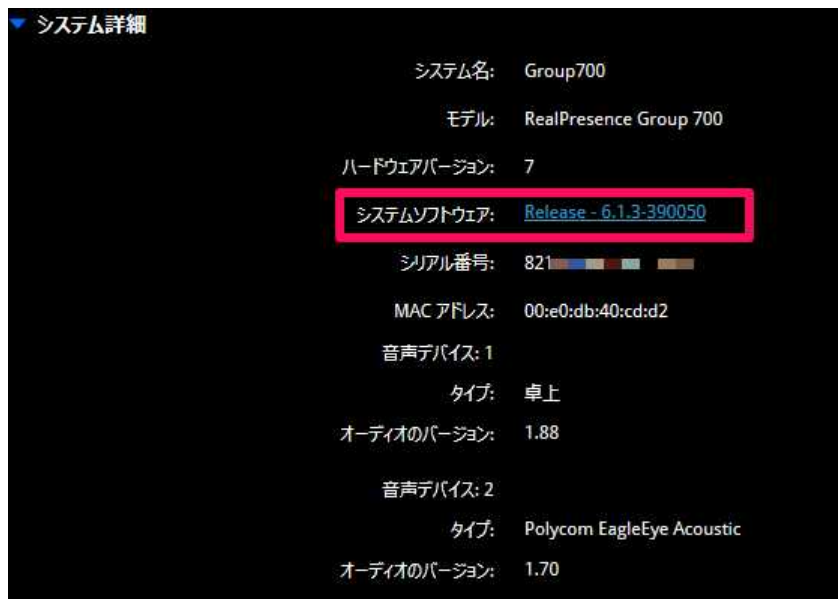 システム詳細
システム名: Group700
モデル: RealPresence Group 700
ハードウェアバージョン: 7
システムソフトウェア: Release - 6.1.3-390050
シリアル番号: 821
MAC アドレス: 00:e0:db:40:cd:d2
音声デバイス: 1
タイプ: 卓上
オーディオのバージョン: 1.88
音声デバイス: 2
タイプ: Polycom EagleEye Acoustic
オーディオのバージョン: 1.70